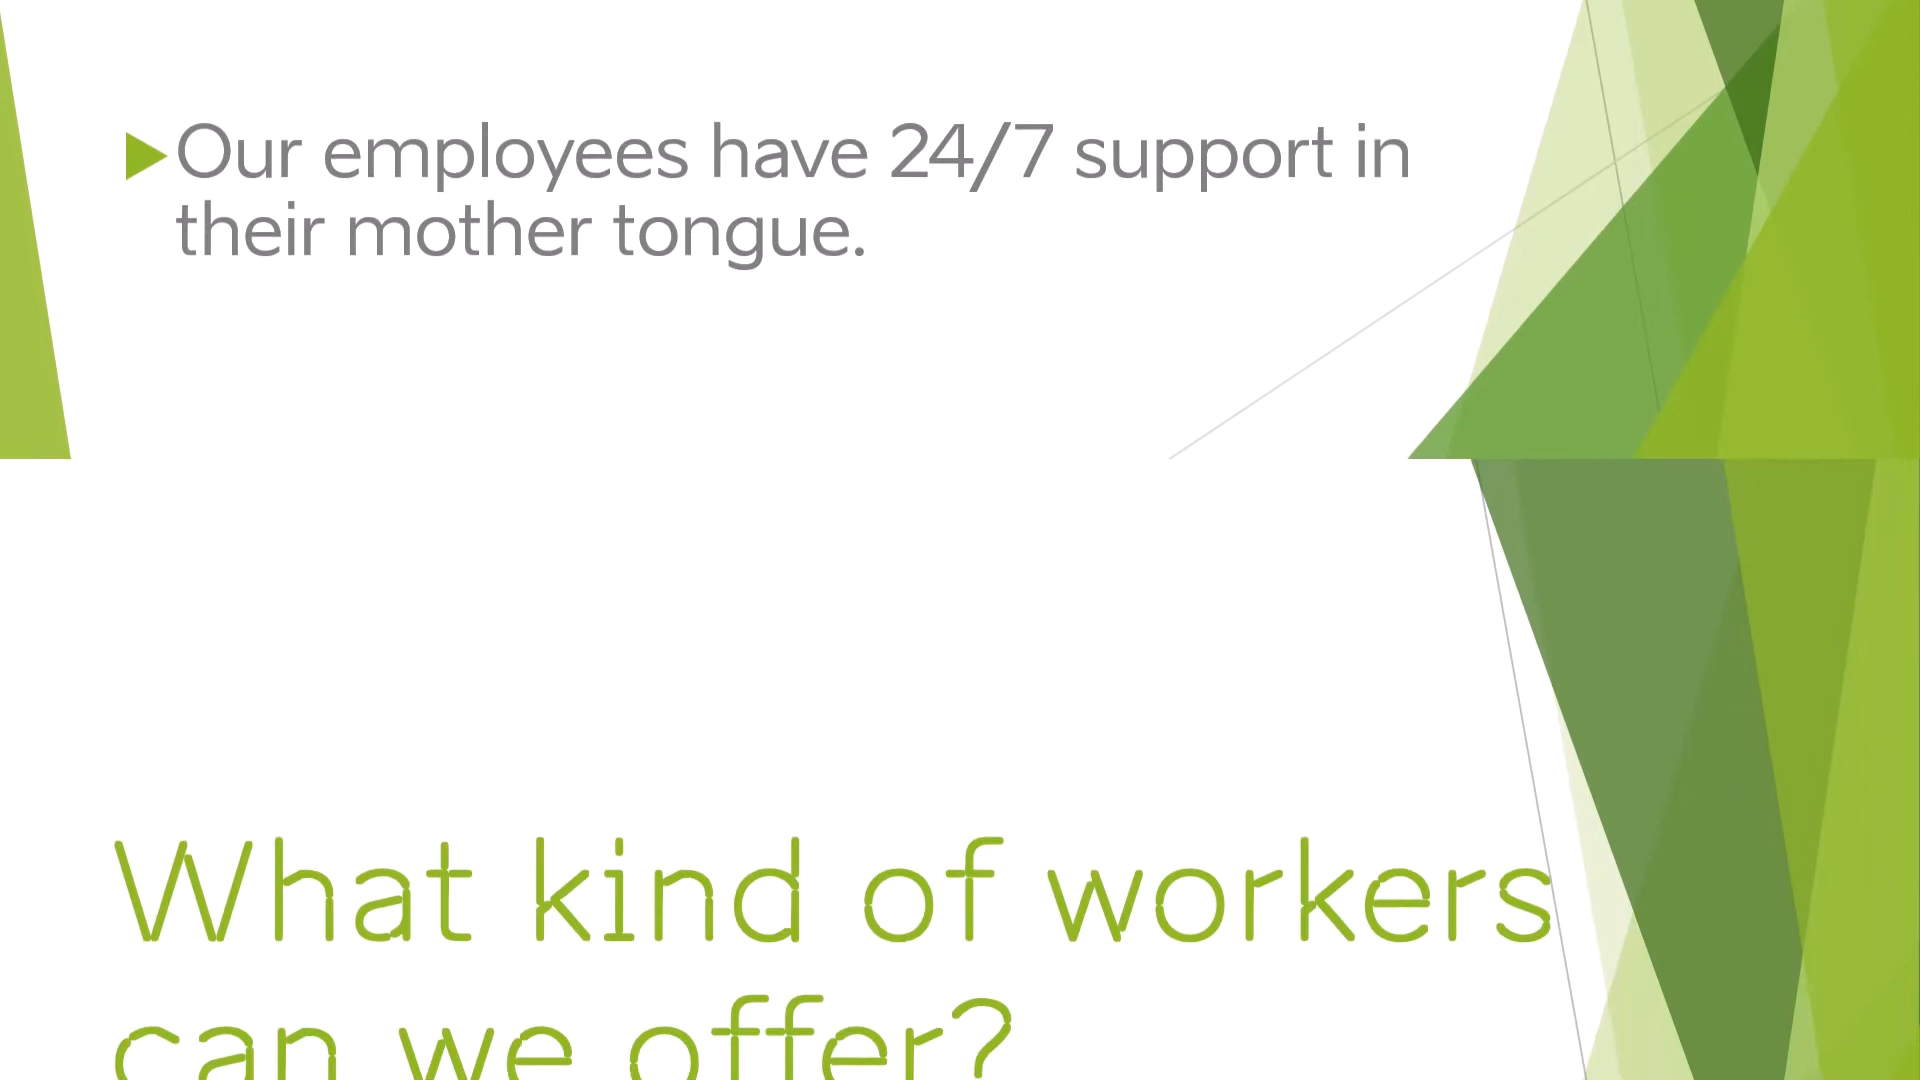 Our employees have 24/7 support in
their mother tongue.
What kind of workers
can we offer?